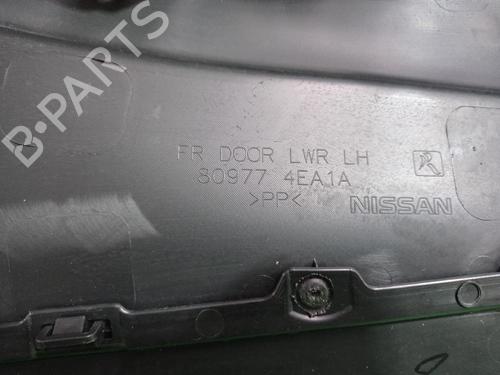 B-PARTS
FR DOOR LWR LH
80977 4EA1A
>PP<
NISSAN